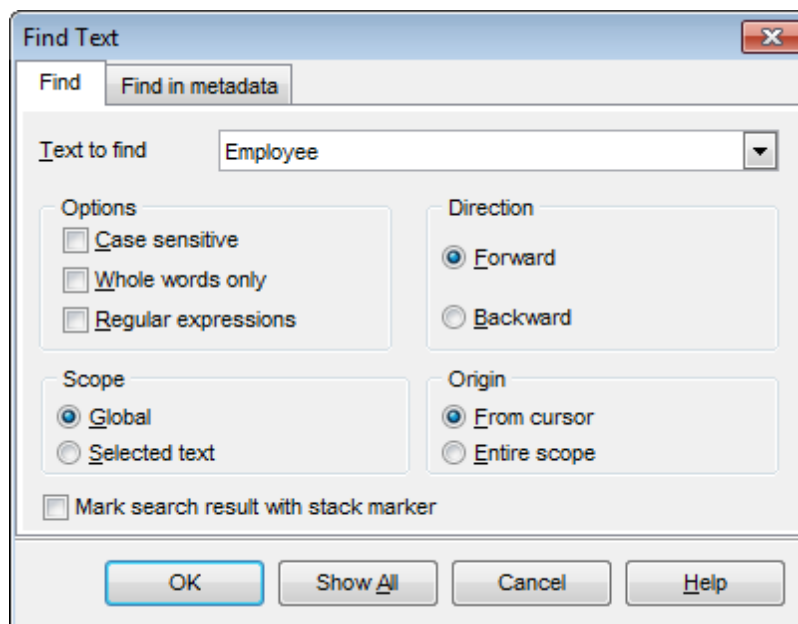 Find Text
Find Find in metadata
Text to find Employee
Options
Case sensitive
Whole words only
Regular expressions
Direction
Forward
Backward
Scope
Global
Selected text
Origin
From cursor
Entire scope
Mark search result with stack marker
OK Show All Cancel Help